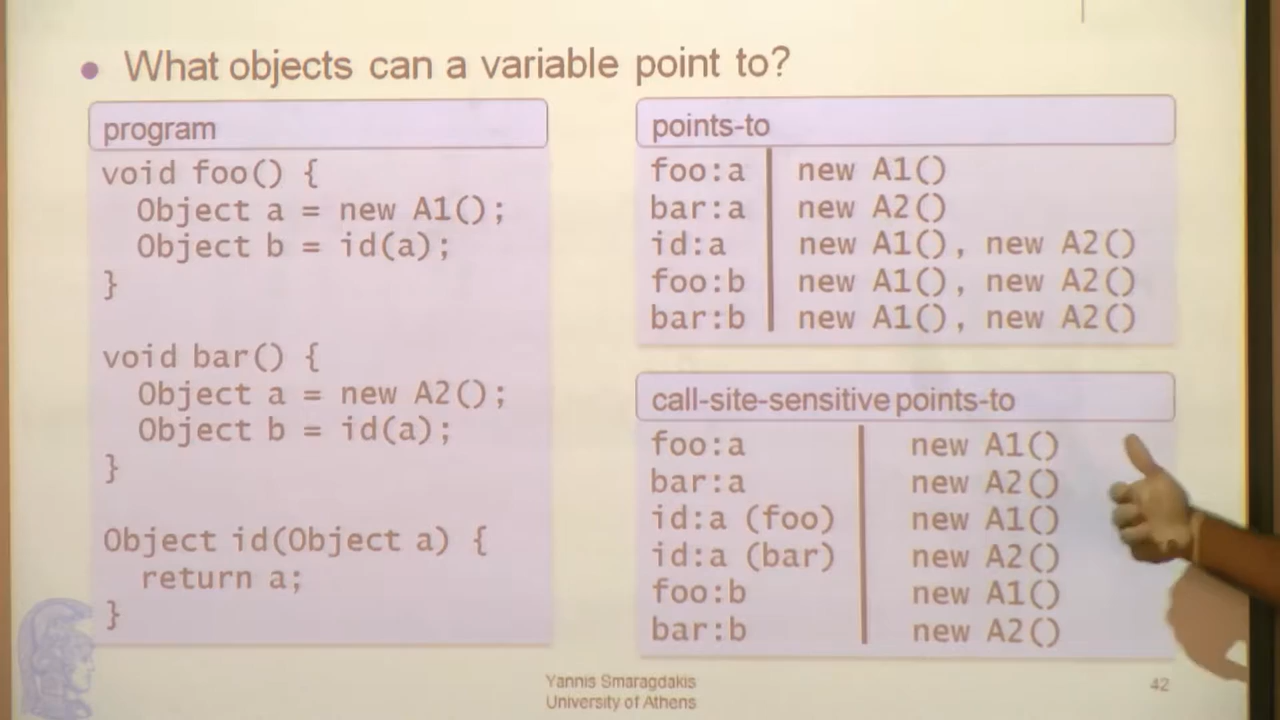 • What objects can a variable point to?
program
void foo() {
Object a = new A1();
Object b = id(a);
}
void bar() {
Object a = new A2();
Object b = id(a);
}
Object id(Object a) {
return a;
}
points-to
foo:a new A1()
bar:a new A2()
id:a new A1(), new A2()
foo:b new A1(), new A2()
bar:b new A1(), new A2()
call-site-sensitive points-to
foo:a new A1()
bar:a new A2()
id:a (foo) new A1()
id:a (bar) new A2()
foo:b new A1()
bar:b new A2()
Yannis Smaragdakis
University of Athens
42